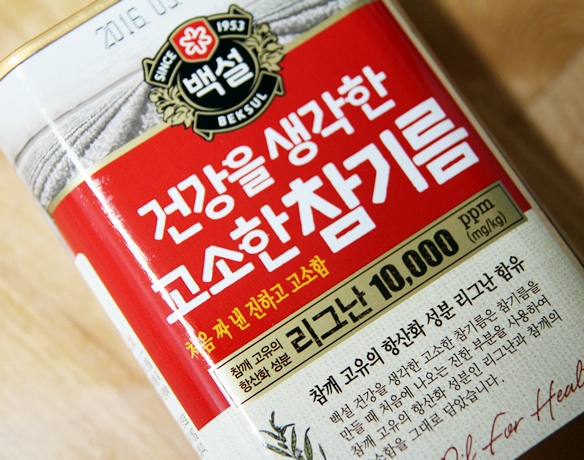 2016
SINCE 1953
백설
BEKSUL
건강을 생각한
고소한 참기름
처음 짜 낸 진하고 고소함
참깨 고유의
항산화 성분
리그난 10,000 ppm
(mg/kg)
참깨 고유의 항산화 성분 리그난 함유
백설 건강을 생각한 고소한 참기름은 참기름을
만들 때 처음에 나오는 진한 부분을 사용하여
참깨 고유의 항산화 성분인 리그난과 참깨의
고소함을 그대로 담았습니다.
Oil For Heal